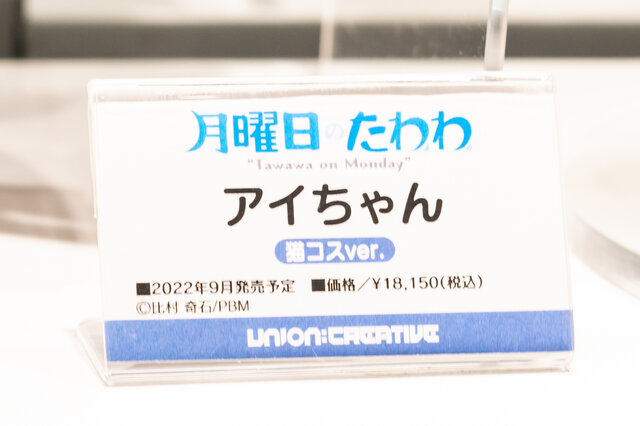 月曜日のたわわ
"Tawawa on Monday"
アイちゃん
猫コスver.
■2022年9月発売予定 ■価格/¥18,150(税込)
©比村 奇石/PBM
UNION:CREATIVE